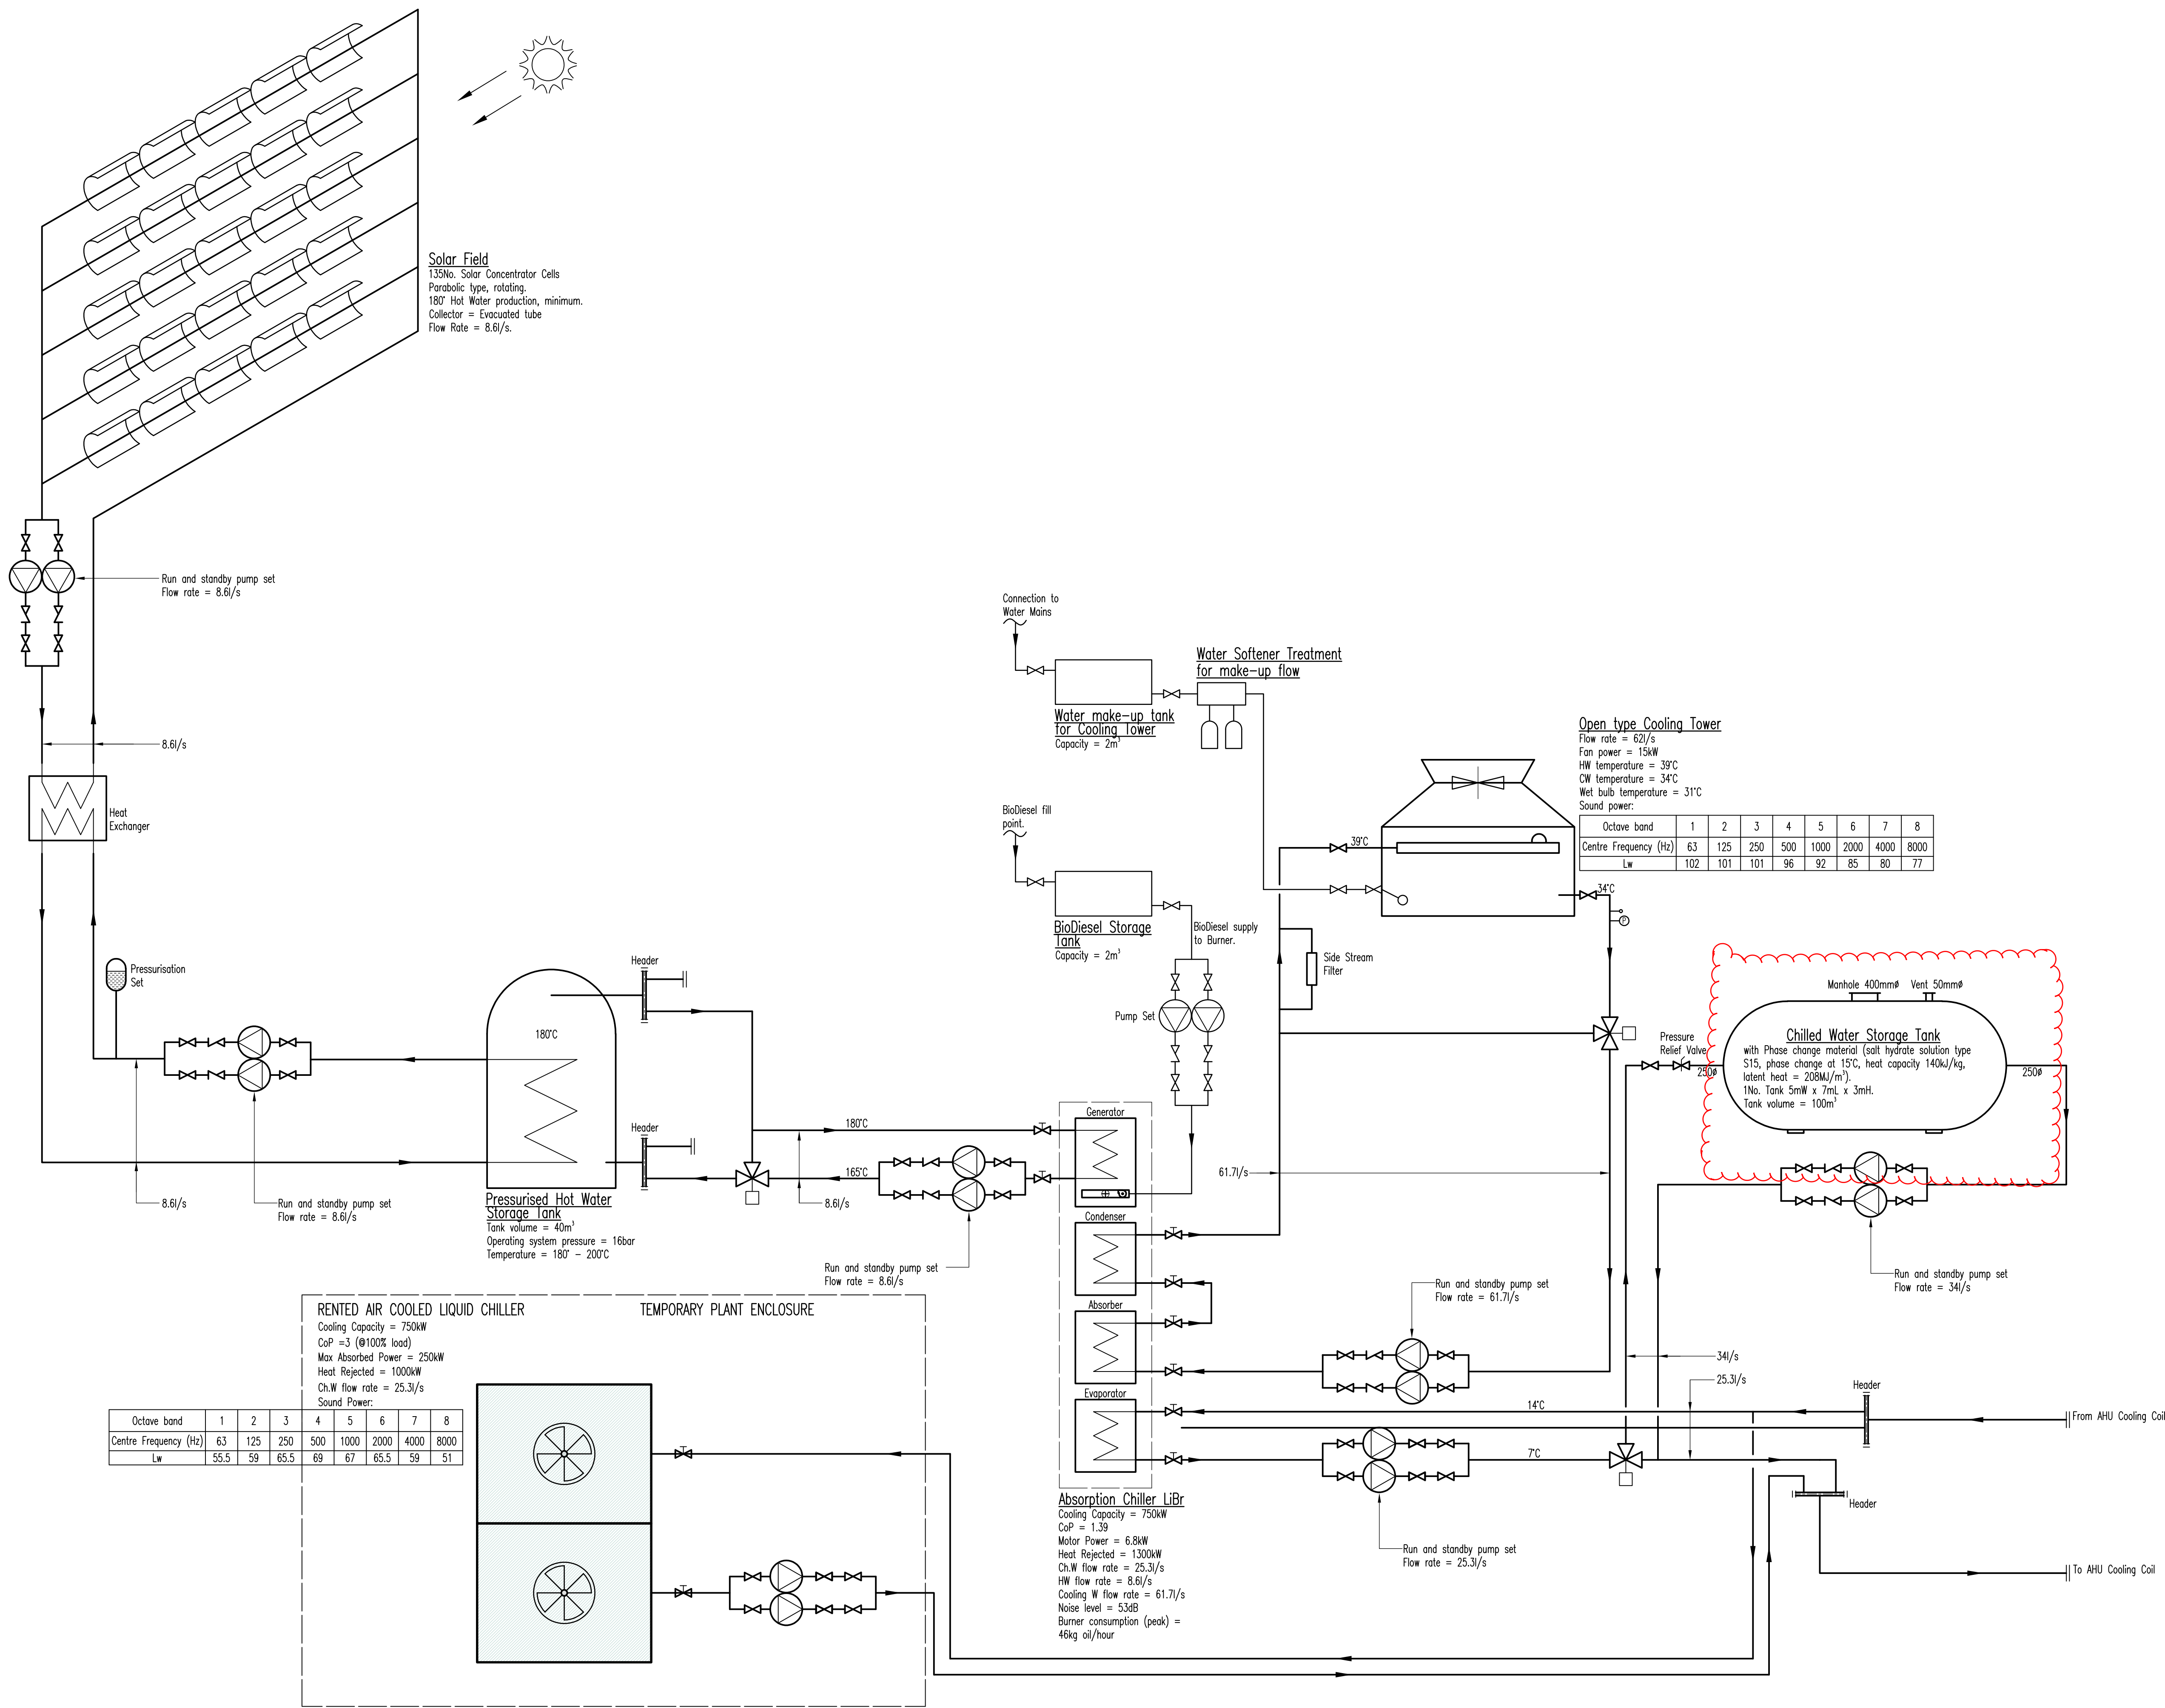 Solar Field
135No. Solar Concentrator Cells
Parabolic type, rotating.
180° Hot Water production, minimum.
Collector = Evacuated tube
Flow Rate = 8.6l/s.
Run and standby pump set
Flow rate = 8.6l/s
8.6l/s
Heat
Exchanger
Pressurisation
Set
8.6l/s
Run and standby pump set
Flow rate = 8.6l/s
180°C
Header
Header
Pressurised Hot Water
Storage Tank
Tank volume = 40m³
Operating system pressure = 16bar
Temperature = 180° - 200°C
180°C
165°C
8.6l/s
Run and standby pump set
Flow rate = 8.6l/s
Connection to
Water Mains
Water make-up tank
for Cooling Tower
Capacity = 2m³
Water Softener Treatment
for make-up flow
BioDiesel fill
point.
BioDiesel Storage
Tank
Capacity = 2m³
BioDiesel supply
to Burner.
Pump Set
Side Stream
Filter
39°C
34°C
P
Open type Cooling Tower
Flow rate = 62l/s
Fan power = 15kW
HW temperature = 39°C
CW temperature = 34°C
Wet bulb temperature = 31°C
Sound power:
Octave band 1 2 3 4 5 6 7 8
Centre Frequency (Hz) 63 125 250 500 1000 2000 4000 8000
Lw 102 101 101 96 92 85 80 77
Manhole 400mmø Vent 50mmø
Pressure
Relief Valve
250ø
Chilled Water Storage Tank
with Phase change material (salt hydrate solution type
S15, phase change at 15°C, heat capacity 140kJ/kg,
latent heat = 208MJ/m³).
1No. Tank 5mW x 7mL x 3mH.
Tank volume = 100m³
250ø
Run and standby pump set
Flow rate = 34l/s
61.7l/s
Generator
Condenser
Absorber
Evaporator
Run and standby pump set
Flow rate = 61.7l/s
34l/s
25.3l/s
14°C
7°C
Header
From AHU Cooling Coil
Header
To AHU Cooling Coil
Run and standby pump set
Flow rate = 25.3l/s
Absorption Chiller LiBr
Cooling Capacity = 750kW
CoP = 1.39
Motor Power = 6.8kW
Heat Rejected = 1300kW
Ch.W flow rate = 25.3l/s
HW flow rate = 8.6l/s
Cooling W flow rate = 61.7l/s
Noise level = 53dB
Burner consumption (peak) =
46kg oil/hour
RENTED AIR COOLED LIQUID CHILLER
TEMPORARY PLANT ENCLOSURE
Cooling Capacity = 750kW
CoP =3 (@100% load)
Max Absorbed Power = 250kW
Heat Rejected = 1000kW
Ch.W flow rate = 25.3l/s
Sound Power:
Octave band 1 2 3 4 5 6 7 8
Centre Frequency (Hz) 63 125 250 500 1000 2000 4000 8000
Lw 55.5 59 65.5 69 67 65.5 59 51